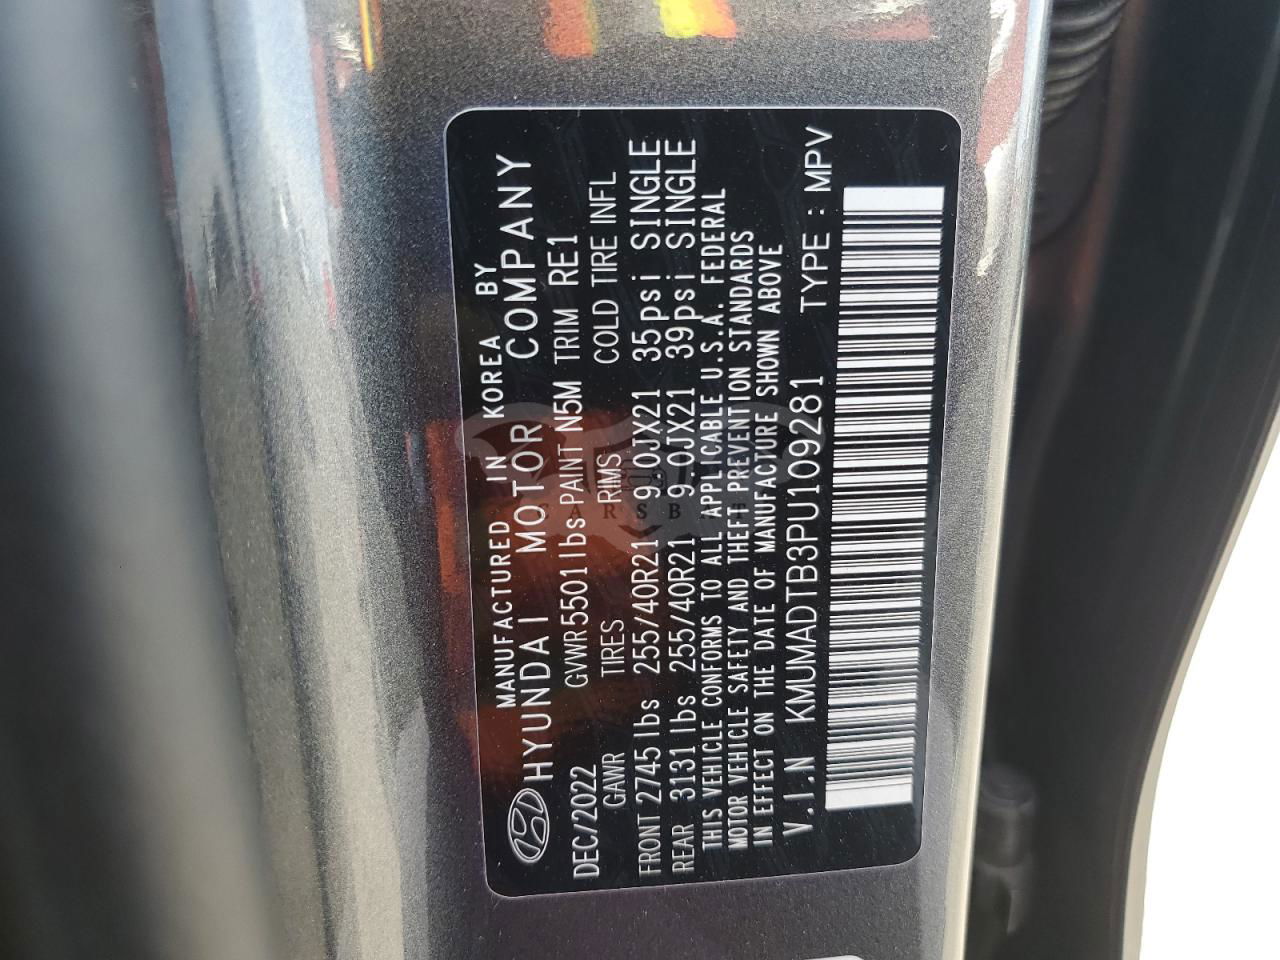 MANUFACTURED IN KOREA BY
HYUNDAI MOTOR COMPANY
DEC/2022 GVWR 5501lbs PAINT N5M TRIM RE1
GAWR TIRES RIMS COLD TIRE INFL
FRONT 2745lbs 255/40R21 9.0JX21 35psi SINGLE
REAR 3131lbs 255/40R21 9.0JX21 39psi SINGLE
THIS VEHICLE CONFORMS TO ALL APPLICABLE U.S.A. FEDERAL
MOTOR VEHICLE SAFETY AND THEFT PREVENTION STANDARDS
IN EFFECT ON THE DATE OF MANUFACTURE SHOWN ABOVE
V.I.N KMUMADTB3PU109281 TYPE : MPV